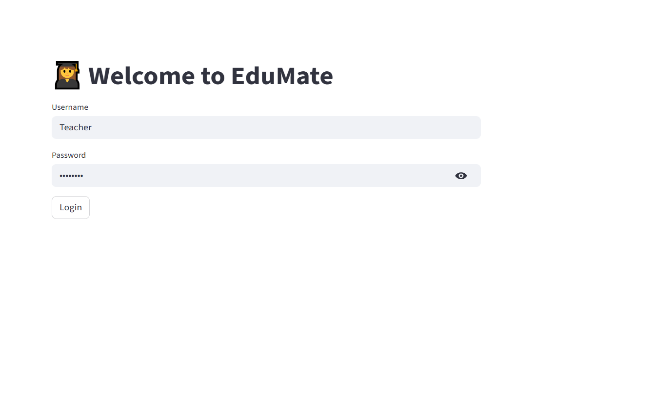 Welcome to EduMate
Username
Teacher
Password
••••••••
Login